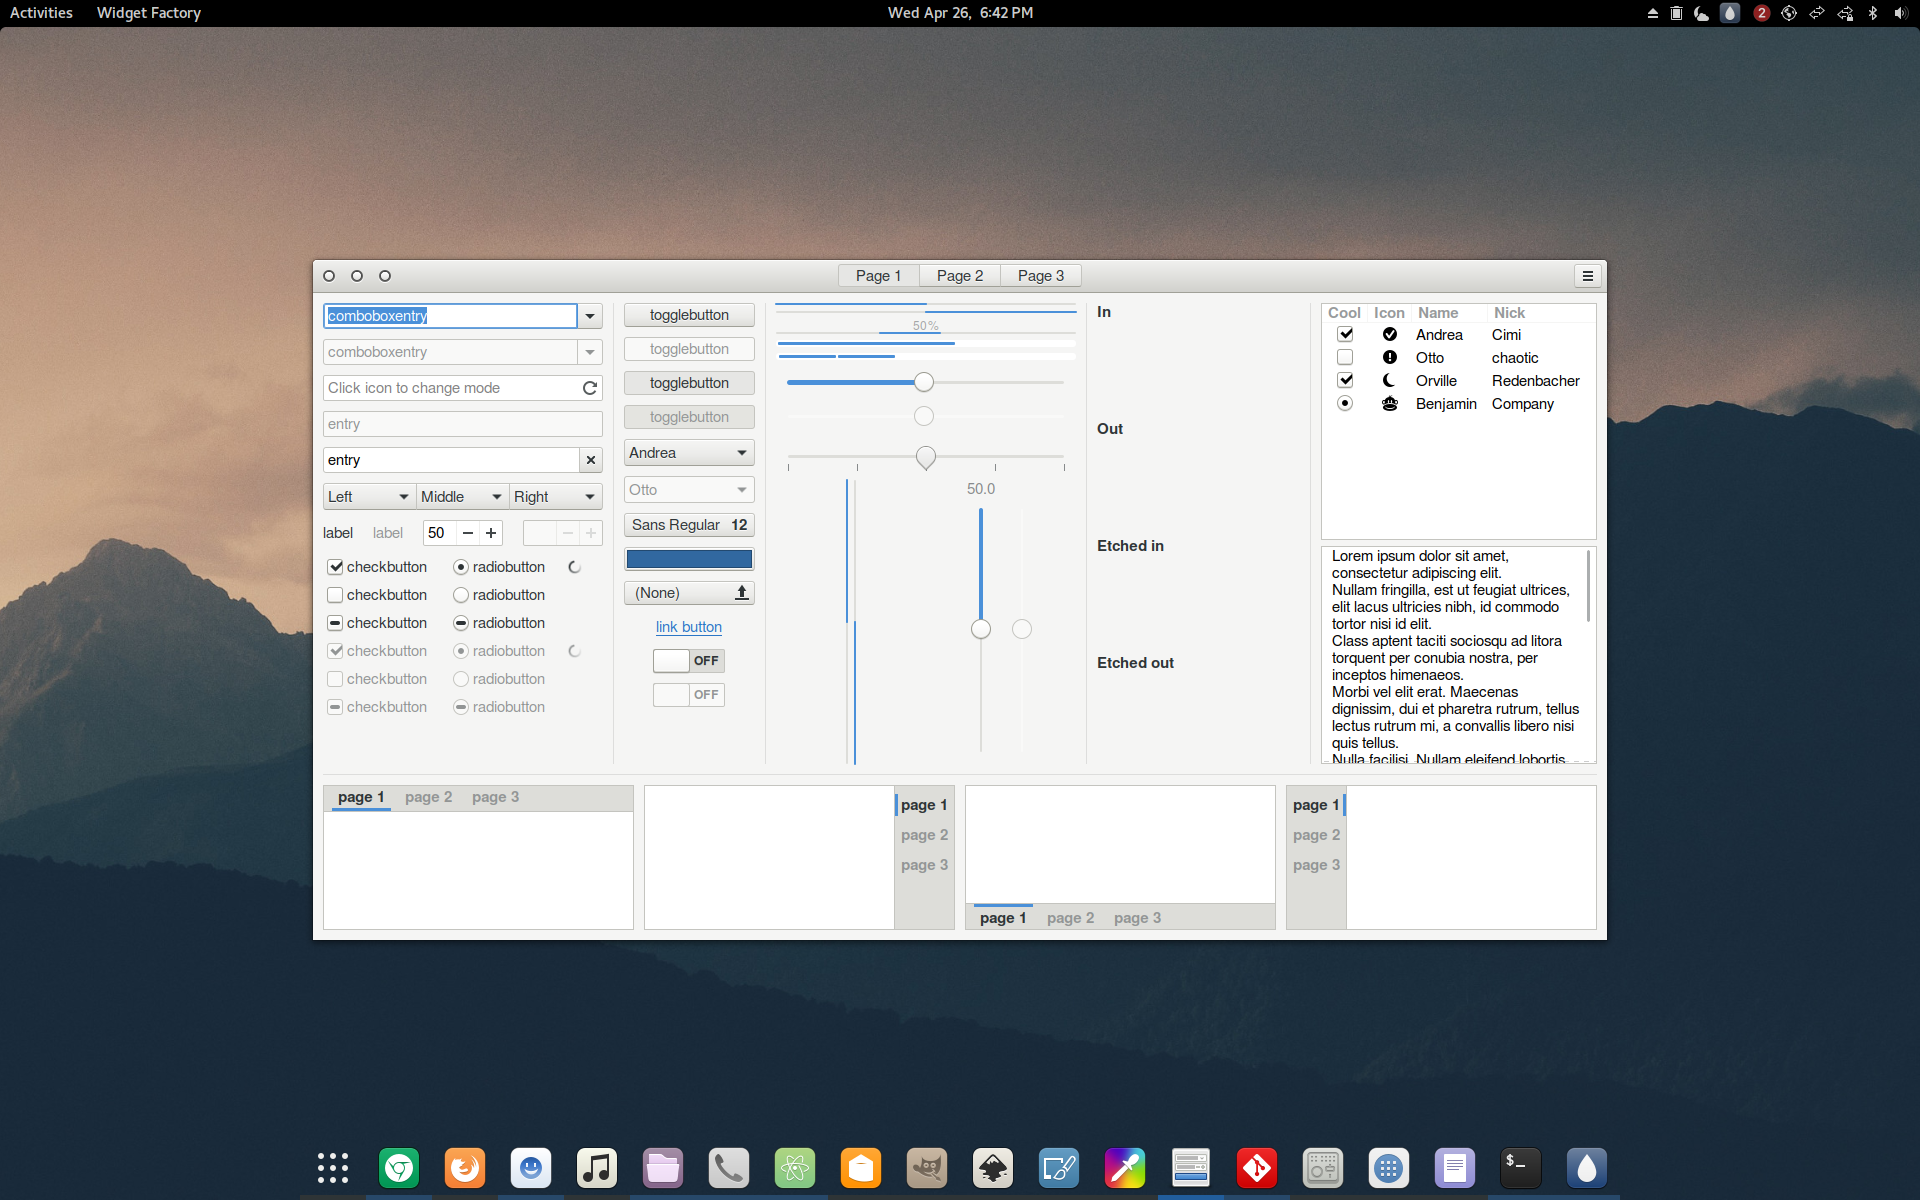 Activities Widget Factory Wed Apr 26, 6:42 PM 2
Page 1 Page 2 Page 3
comboboxentry
comboboxentry
Click icon to change mode
entry
entry
Left Middle Right
label label 50
checkbutton radiobutton
checkbutton radiobutton
checkbutton radiobutton
checkbutton radiobutton
checkbutton radiobutton
checkbutton radiobutton
togglebutton
togglebutton
togglebutton
togglebutton
Andrea
Otto
Sans Regular 12
(None)
link button
OFF
OFF
50%
50.0
In
Out
Etched in
Etched out
Cool Icon Name Nick
Andrea Cimi
Otto chaotic
Orville Redenbacher
Benjamin Company
Lorem ipsum dolor sit amet,
consectetur adipiscing elit.
Nullam fringilla, est ut feugiat ultrices,
elit lacus ultricies nibh, id commodo
tortor nisi id elit.
Class aptent taciti sociosqu ad litora
torquent per conubia nostra, per
inceptos himenaeos.
Morbi vel elit erat. Maecenas
dignissim, dui et pharetra rutrum, tellus
lectus rutrum mi, a convallis libero nisi
quis tellus.
Nulla facilisi. Nullam eleifend lobortis
page 1 page 2 page 3
page 1
page 2
page 3
page 1 page 2 page 3
page 1
page 2
page 3
$_